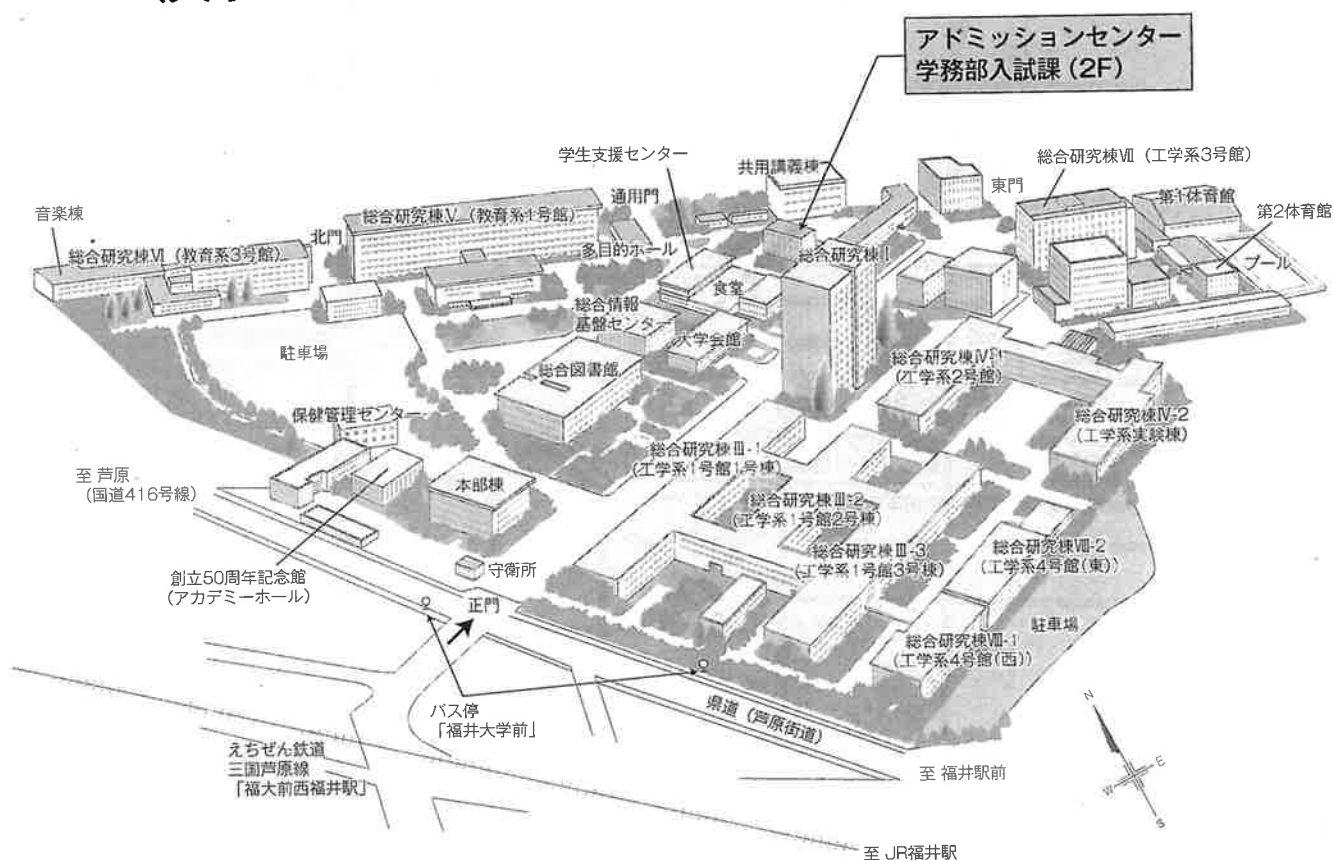 アドミッションセンター
学務部入試課（2F）
学生支援センター
共用講義棟
総合研究棟Ⅶ（工学系3号館）
通用門
東門
音楽棟
総合研究棟Ⅴ（教育系1号館）
第1体育館
北門
第2体育館
総合研究棟Ⅵ（教育系3号館）
多目的ホール
総合研究棟Ⅰ
プール
食堂
総合情報
基盤センター
大学会館
駐車場
総合研究棟Ⅳ-1
（工学系2号館）
総合図書館
保健管理センター
総合研究棟Ⅳ-2
（工学系実験棟）
総合研究棟Ⅲ-1
（工学系1号館1号棟）
至 芦原
（国道416号線）
本部棟
総合研究棟Ⅲ-2
（工学系1号館2号棟）
総合研究棟Ⅲ-3
（工学系1号館3号棟）
総合研究棟Ⅷ-2
（工学系4号館（東））
守衛所
創立50周年記念館
（アカデミーホール）
正門
駐車場
総合研究棟Ⅷ-1
（工学系4号館（西））
バス停
「福井大学前」
県道（芦原街道）
えちぜん鉄道
三国芦原線
「福大前西福井駅」
至 福井駅前
N
E
W
S
至 JR福井駅